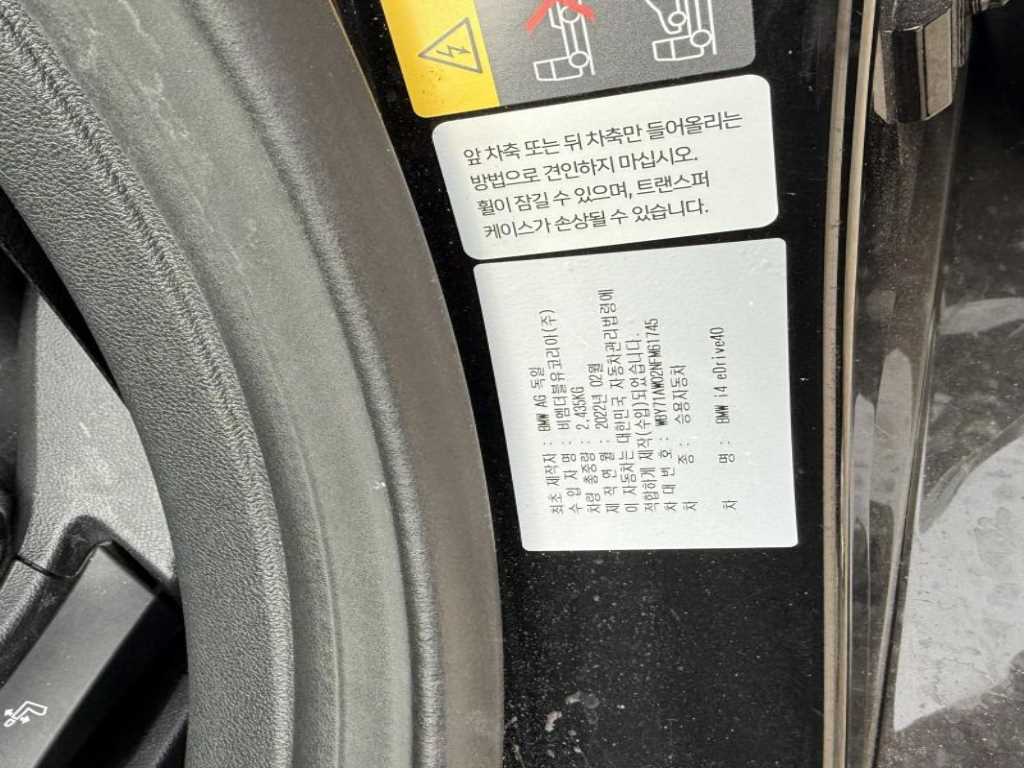 앞 차축 또는 뒤 차축만 들어올리는
방법으로 견인하지 마십시오.
휠이 잠길 수 있으며, 트랜스퍼
케이스가 손상될 수 있습니다.
최초 제작자 : BMW AG 독일
수 입 자 명 : 비엠더블유코리아(주)
차량 총중량 : 2,435KG
제 작 연 월 : 2022년 02월
이 자동차는 대한민국 자동차관리법령에
적합하게 제작(수입)되었습니다.
차 대 번 호 : WBY71AW02NFM61745
차 종 : 승용자동차
차 명 : BMW i4 eDrive40